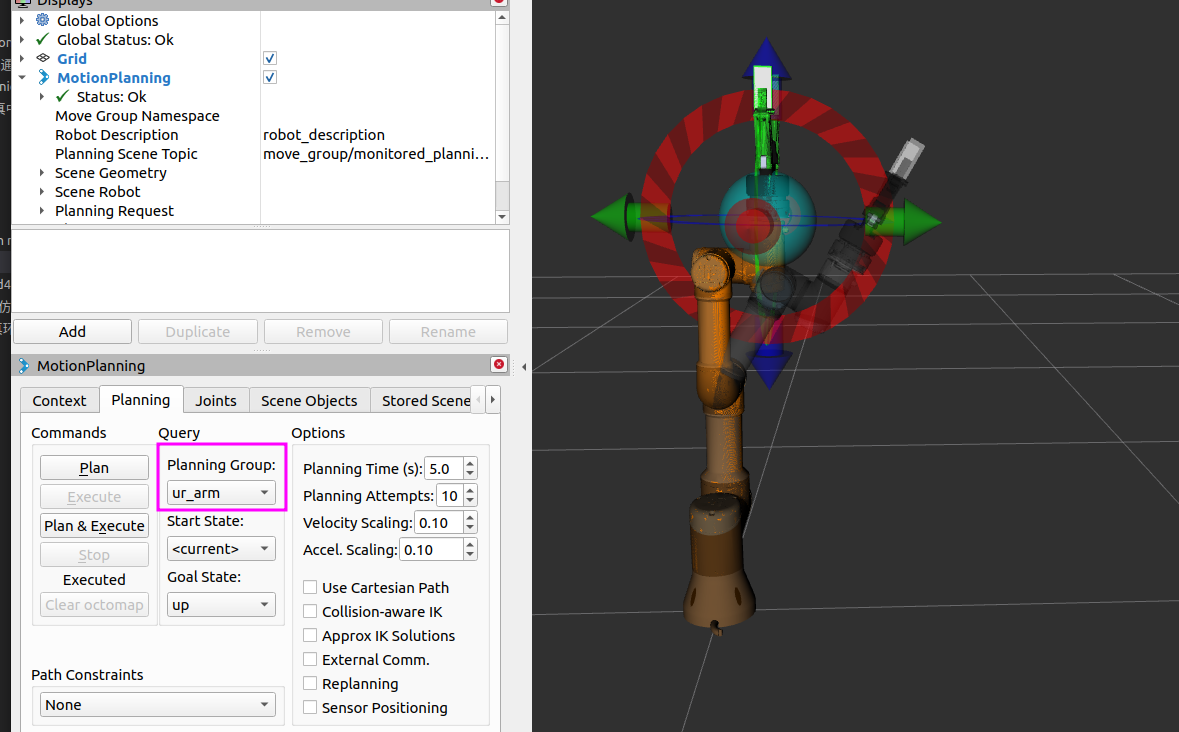 Displays
Global Options
Global Status: Ok
Grid
MotionPlanning
Status: Ok
Move Group Namespace
Robot Description robot_description
Planning Scene Topic move_group/monitored_planni...
Scene Geometry
Scene Robot
Planning Request
Add Duplicate Remove Rename
MotionPlanning
Context Planning Joints Scene Objects Stored Scene
Commands Query Options
Plan
Execute
Plan & Execute
Stop
Executed
Clear octomap
Planning Group:
ur_arm
Start State:
<current>
Goal State:
up
Planning Time (s): 5.0
Planning Attempts: 10
Velocity Scaling: 0.10
Accel. Scaling: 0.10
Use Cartesian Path
Collision-aware IK
Approx IK Solutions
External Comm.
Replanning
Sensor Positioning
Path Constraints
None